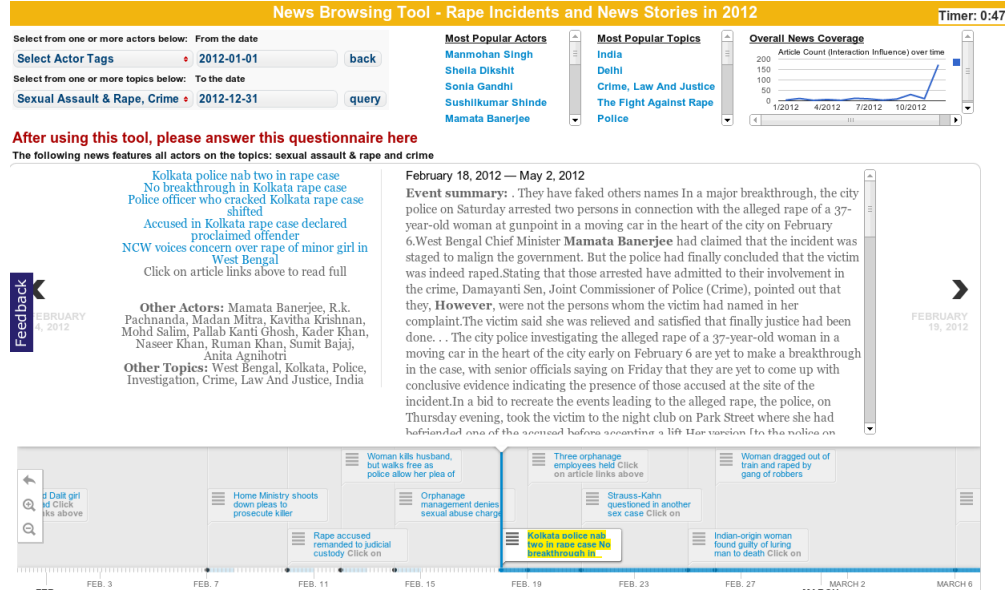 News Browsing Tool - Rape Incidents and News Stories in 2012
Timer: 0:47
Select from one or more actors below: From the date
Select Actor Tags 2012-01-01 back
Select from one or more topics below: To the date
Sexual Assault & Rape, Crime 2012-12-31 query
Most Popular Actors
Manmohan Singh
Sheila Dikshit
Sonia Gandhi
Sushilkumar Shinde
Mamata Banerjee
Most Popular Topics
India
Delhi
Crime, Law And Justice
The Fight Against Rape
Police
Overall News Coverage
Article Count (Interaction Influence) over time
200
150
100
50
0
1/2012 4/2012 7/2012 10/2012
After using this tool, please answer this questionnaire here
The following news features all actors on the topics: sexual assault & rape and crime
Kolkata police nab two in rape case
No breakthrough in Kolkata rape case
Police officer who cracked Kolkata rape case
shifted
Accused in Kolkata rape case declared
proclaimed offender
NCW voices concern over rape of minor girl in
West Bengal
Click on article links above to read full
Other Actors: Mamata Banerjee, R.k.
Pachnanda, Madan Mitra, Kavitha Krishnan,
Mohd Salim, Pallab Kanti Ghosh, Kader Khan,
Naseer Khan, Ruman Khan, Sumit Bajaj,
Anita Agnihotri
Other Topics: West Bengal, Kolkata, Police,
Investigation, Crime, Law And Justice, India
Feedback
FEBRUARY
4, 2012
February 18, 2012 — May 2, 2012
Event summary: . They have faked others names In a major breakthrough, the city
police on Saturday arrested two persons in connection with the alleged rape of a 37-
year-old woman at gunpoint in a moving car in the heart of the city on February
6.West Bengal Chief Minister Mamata Banerjee had claimed that the incident was
staged to malign the government. But the police had finally concluded that the victim
was indeed raped.Stating that those arrested have admitted to their involvement in
the crime, Damayanti Sen, Joint Commissioner of Police (Crime), pointed out that
they, However, were not the persons whom the victim had named in her
complaint.The victim said she was relieved and satisfied that finally justice had been
done. . . The city police investigating the alleged rape of a 37-year-old woman in a
moving car in the heart of the city early on February 6 are yet to make a breakthrough
in the case, with senior officials saying on Friday that they are yet to come up with
conclusive evidence indicating the presence of those accused at the site of the
incident.In a bid to recreate the events leading to the alleged rape, the police, on
Thursday evening, took the victim to the night club on Park Street where she had
befriended one of the accused before accepting a lift.Her version [to the police on
FEBRUARY
19, 2012
d Dalit girl
ad Click
ks above
Home Ministry shoots
down pleas to
prosecute killer
Rape accused
remanded to judicial
custody Click on
Woman kills husband,
but walks free as
police allow her plea of
Orphanage
management denies
sexual abuse charge
Three orphanage
employees held Click
on article links above
Strauss-Kahn
questioned in another
sex case Click on
Kolkata police nab
two in rape case No
breakthrough in
Woman dragged out of
train and raped by
gang of robbers
Indian-origin woman
found guilty of luring
man to death Click on
FEB. 3 FEB. 7 FEB. 11 FEB. 15 FEB. 19 FEB. 23 FEB. 27 MARCH 2 MARCH 6